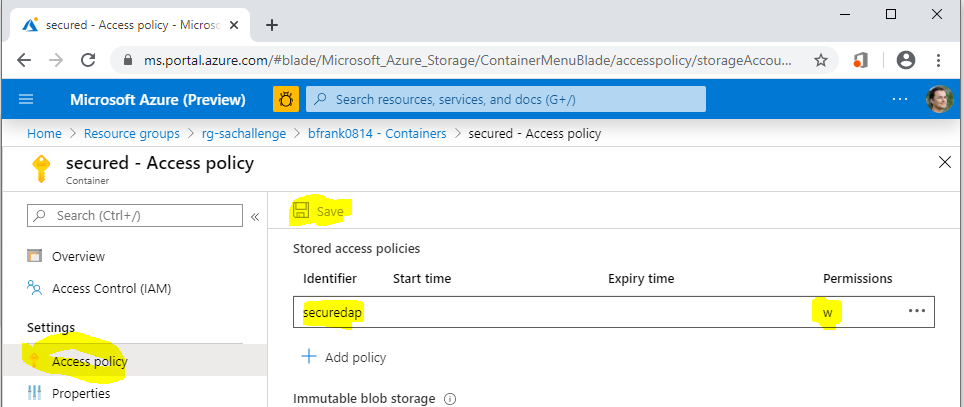 secured - Access policy - Micros
ms.portal.azure.com/#blade/Microsoft_Azure_Storage/ContainerMenuBlade/accesspolicy/storageAccou...
Microsoft Azure (Preview)
Search resources, services, and docs (G+/)
Home > Resource groups > rg-sachallenge > bfrank0814 - Containers > secured - Access policy
secured - Access policy
Container
Search (Ctrl+/)
Overview
Access Control (IAM)
Settings
Access policy
Properties
Save
Stored access policies
Identifier Start time Expiry time Permissions
securedap w
Add policy
Immutable blob storage